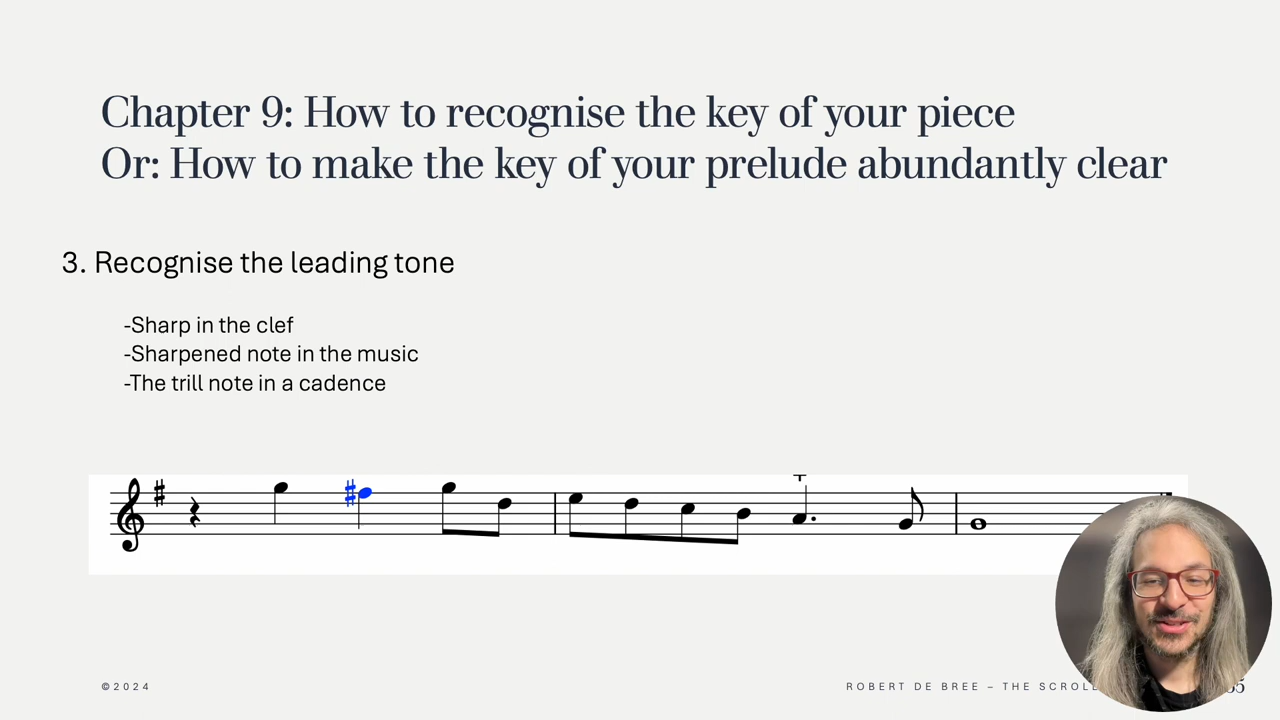 Chapter 9: How to recognise the key of your piece
Or: How to make the key of your prelude abundantly clear
3. Recognise the leading tone
-Sharp in the clef
-Sharpened note in the music
-The trill note in a cadence
©2024
ROBERT DE BREE – THE SCROLL